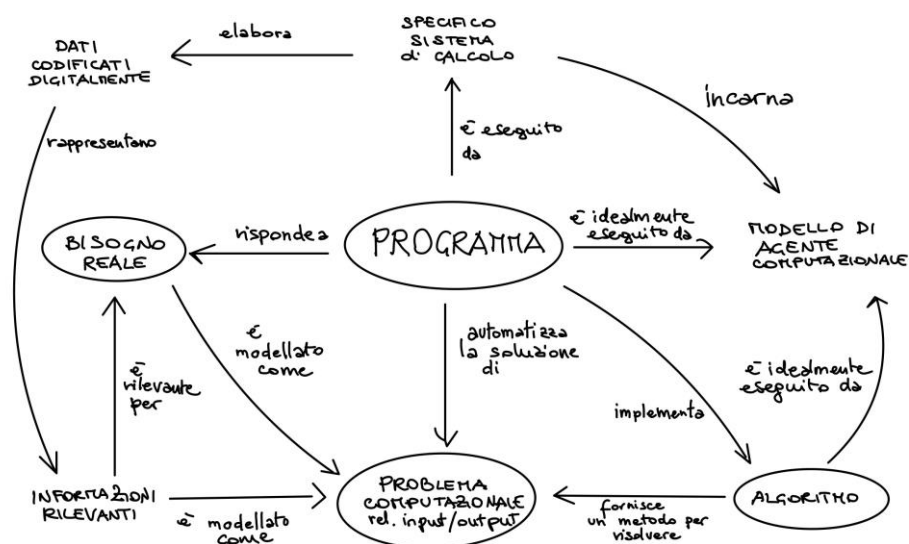 SPECIFICO
SISTEMA
di CALCOLO
elabora
DATI
CODIFICATI
DIGITALMENTE
incarna
è eseguito
da
rappresentano
BISOGNO
REALE
risponde a
PROGRAMMA
è idealmente
eseguito da
MODELLO DI
AGENTE
COMPUTAZIONALE
è
modellato
come
automatizza
la soluzione
di
è
rilevante
per
è idealmente
eseguito da
implementa
INFORMAZIONI
RILEVANTI
è modellato
come
PROBLEMA
COMPUTAZIONALE
rel. input/output
fornisce
un metodo per
risolvere
ALGORITMO